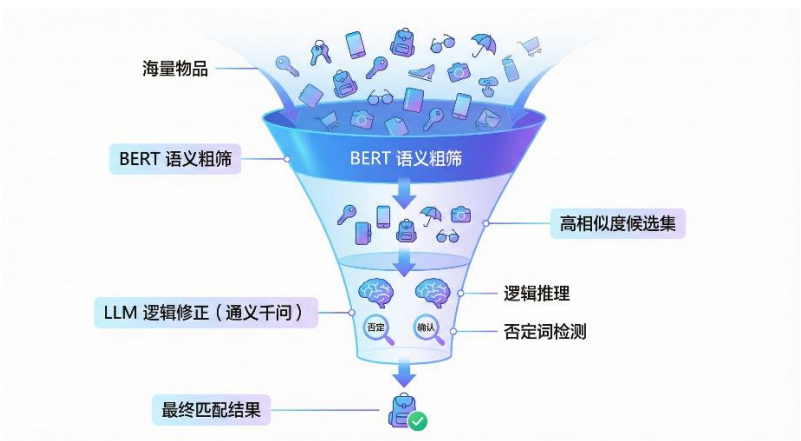 海量物品
BERT 语义粗筛
BERT 语义粗筛
高相似度候选集
LLM 逻辑修正（通义千问）
否定
确认
逻辑推理
否定词检测
最终匹配结果